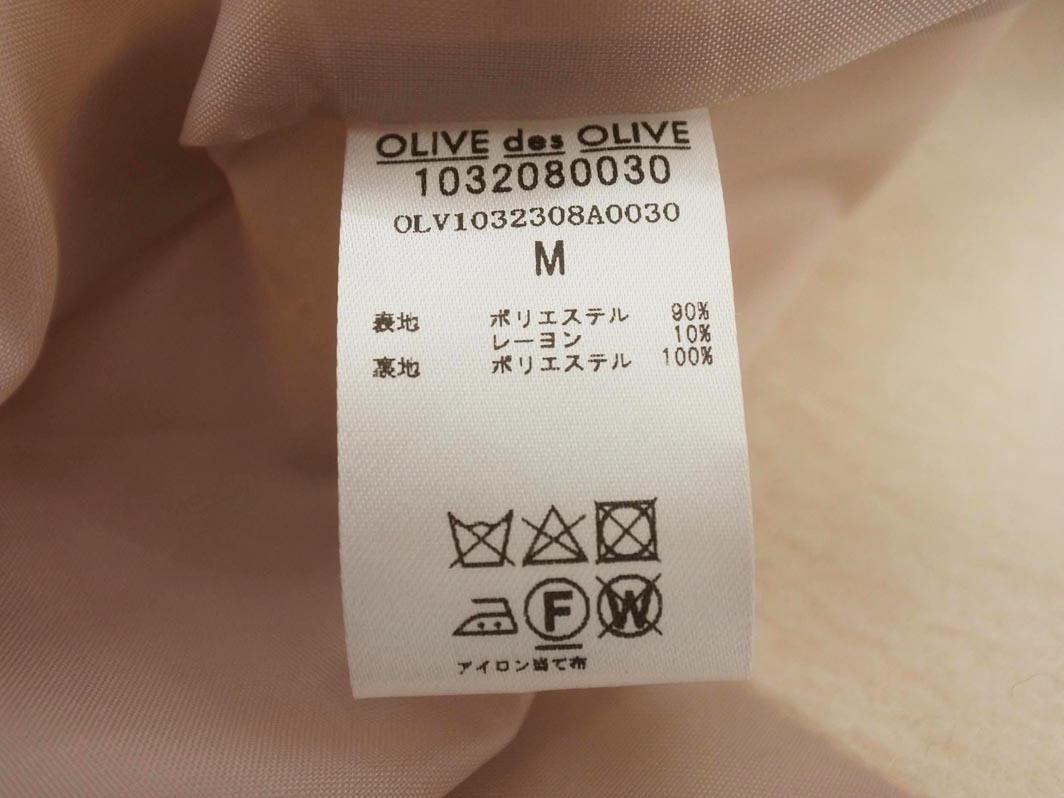 OLIVE des OLIVE
1032080030
OLV1032308A0030
M
表地 ポリエステル 90%
レーヨン 10%
裏地 ポリエステル 100%
F W
アイロン当て布